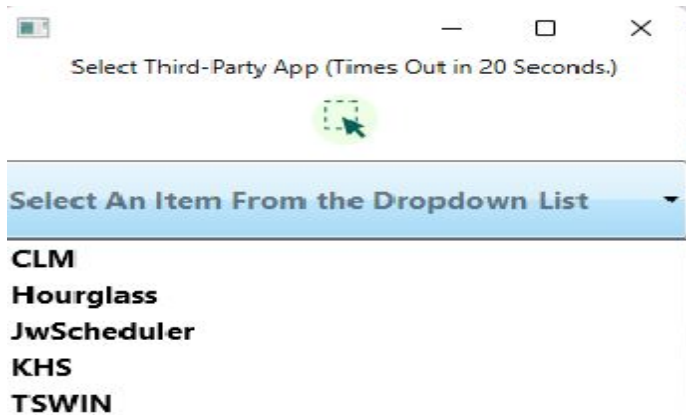 Select Third-Party App (Times Out in 20 Seconds.)
Select An Item From the Dropdown List
CLM
Hourglass
JwScheduler
KHS
TSWIN